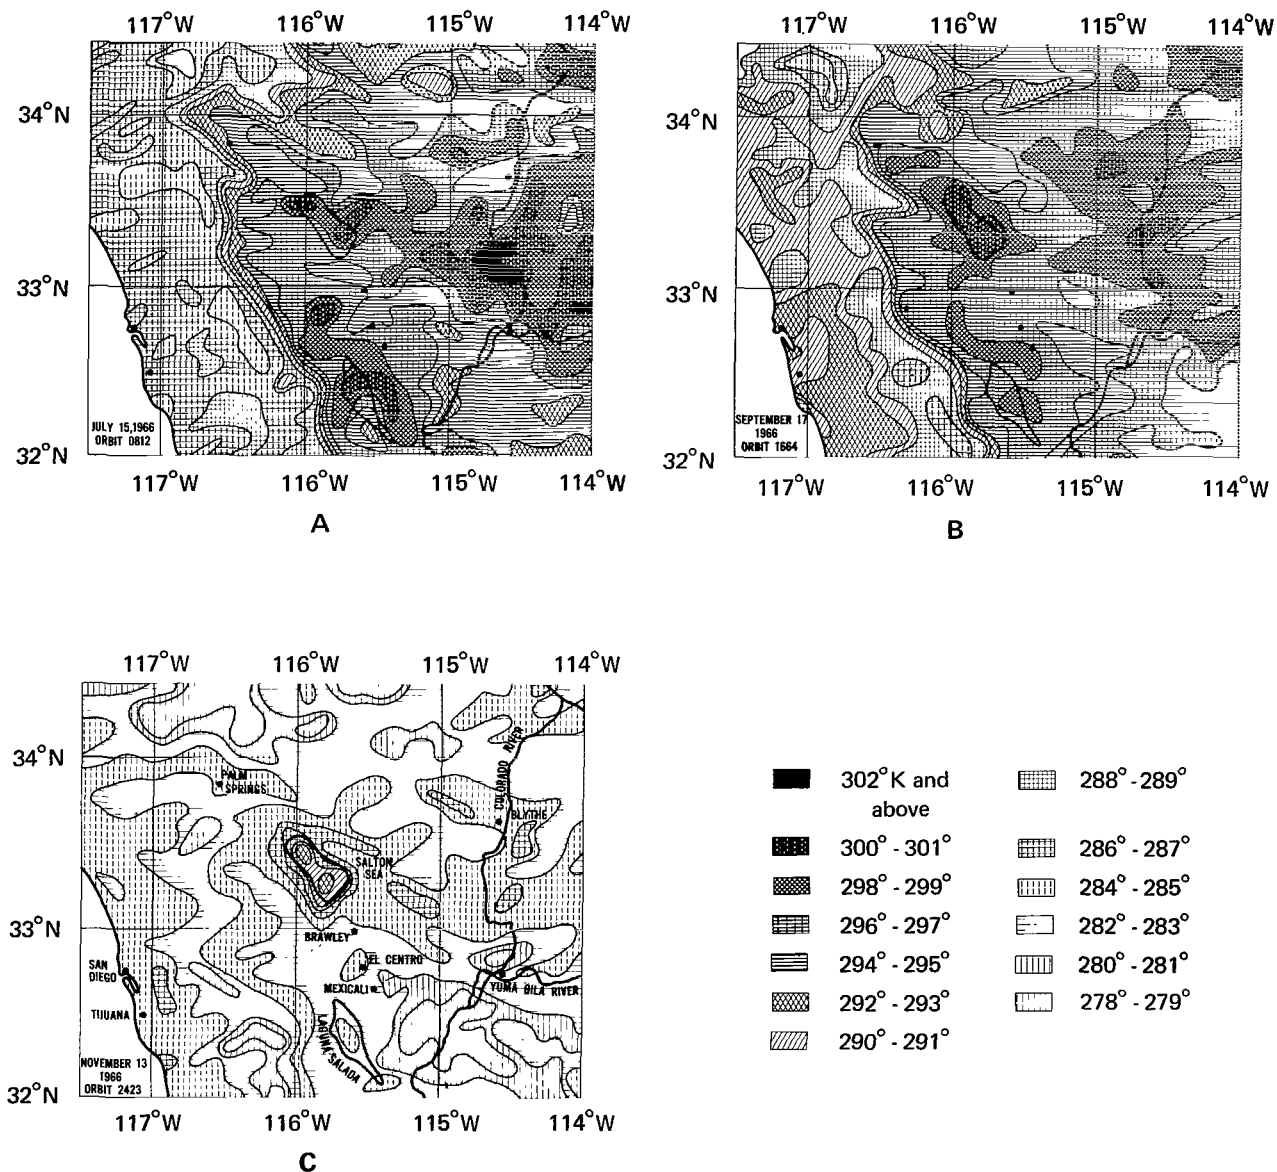 117°W 116°W 115°W 114°W
34°N
33°N
32°N
JULY 15,1966
ORBIT 0812
117°W 116°W 115°W 114°W
A
117°W 116°W 115°W 114°W
34°N
33°N
32°N
SEPTEMBER 17
1966
ORBIT 1664
117°W 116°W 115°W 114°W
B
117°W 116°W 115°W 114°W
34°N
33°N
32°N
PALM
SPRINGS
COLORADO RIVER
BLYTHE
SALTON
SEA
BRAWLEY
EL CENTRO
SAN
DIEGO
MEXICALI
YUMA GILA RIVER
TIJUANA
LAGUNA SALADA
NOVEMBER 13
1966
ORBIT 2423
117°W 116°W 115°W 114°W
C
302°K and
above
300° - 301°
298° - 299°
296° - 297°
294° - 295°
292° - 293°
290° - 291°
288° - 289°
286° - 287°
284° - 285°
282° - 283°
280° - 281°
278° - 279°